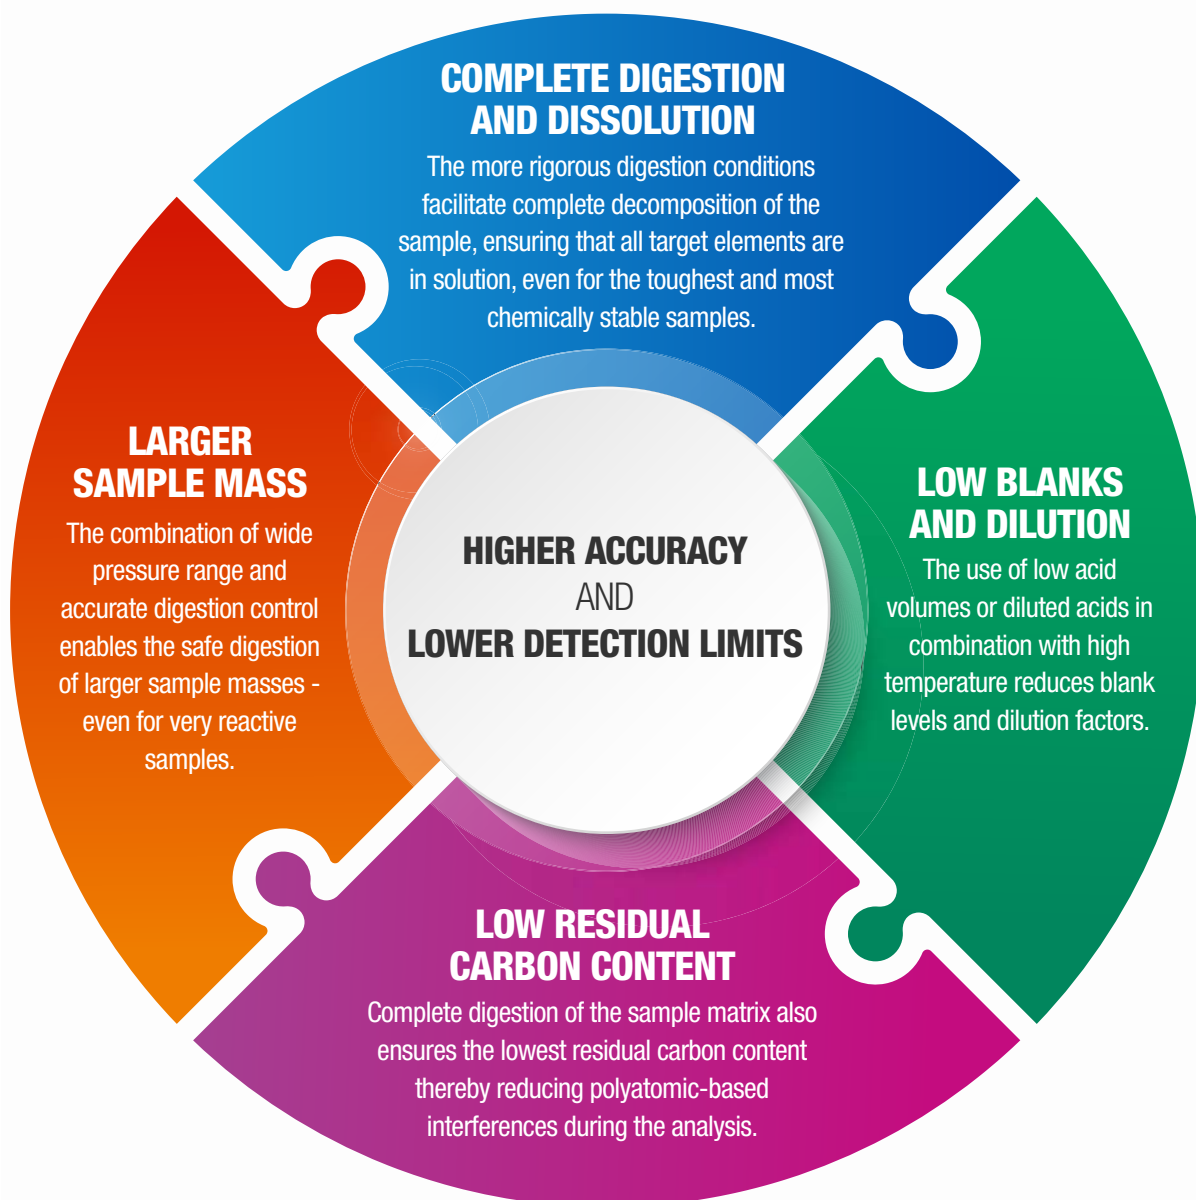 COMPLETE DIGESTION
AND DISSOLUTION
The more rigorous digestion conditions
facilitate complete decomposition of the
sample, ensuring that all target elements are
in solution, even for the toughest and most
chemically stable samples.
LARGER
SAMPLE MASS
The combination of wide
pressure range and
accurate digestion control
enables the safe digestion
of larger sample masses -
even for very reactive
samples.
HIGHER ACCURACY
AND
LOWER DETECTION LIMITS
LOW BLANKS
AND DILUTION
The use of low acid
volumes or diluted acids in
combination with high
temperature reduces blank
levels and dilution factors.
LOW RESIDUAL
CARBON CONTENT
Complete digestion of the sample matrix also
ensures the lowest residual carbon content
thereby reducing polyatomic-based
interferences during the analysis.